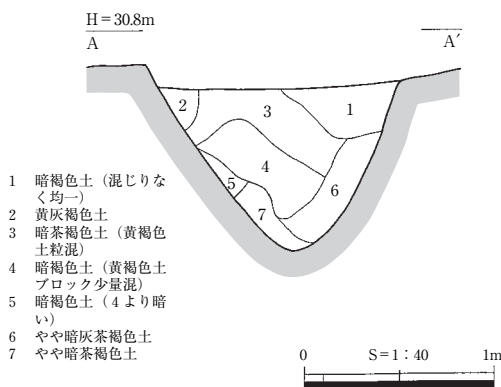 H＝30.8m
A
A′
2
3
1
4
5
6
7
1 暗褐色土（混じりな
く均一）
2 黄灰褐色土
3 暗茶褐色土（黄褐色
土粒混）
4 暗褐色土（黄褐色土
ブロック少量混）
5 暗褐色土（4より暗
い）
6 やや暗灰茶褐色土
7 やや暗茶褐色土
0 S＝1：40 1m